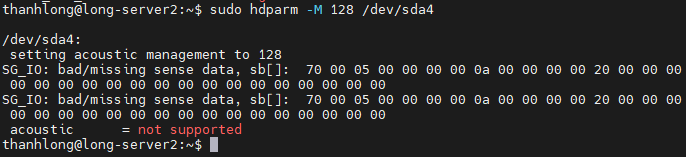 thanhlong@long-server2:~$ sudo hdparm -M 128 /dev/sda4
/dev/sda4:
setting acoustic management to 128
SG_IO: bad/missing sense data, sb[]:  70 00 05 00 00 00 00 0a 00 00 00 00 20 00 00 00
00 00 00 00 00 00 00 00 00 00 00 00 00 00 00 00
SG_IO: bad/missing sense data, sb[]:  70 00 05 00 00 00 00 0a 00 00 00 00 20 00 00 00
00 00 00 00 00 00 00 00 00 00 00 00 00 00 00 00
acoustic      = not supported
thanhlong@long-server2:~$